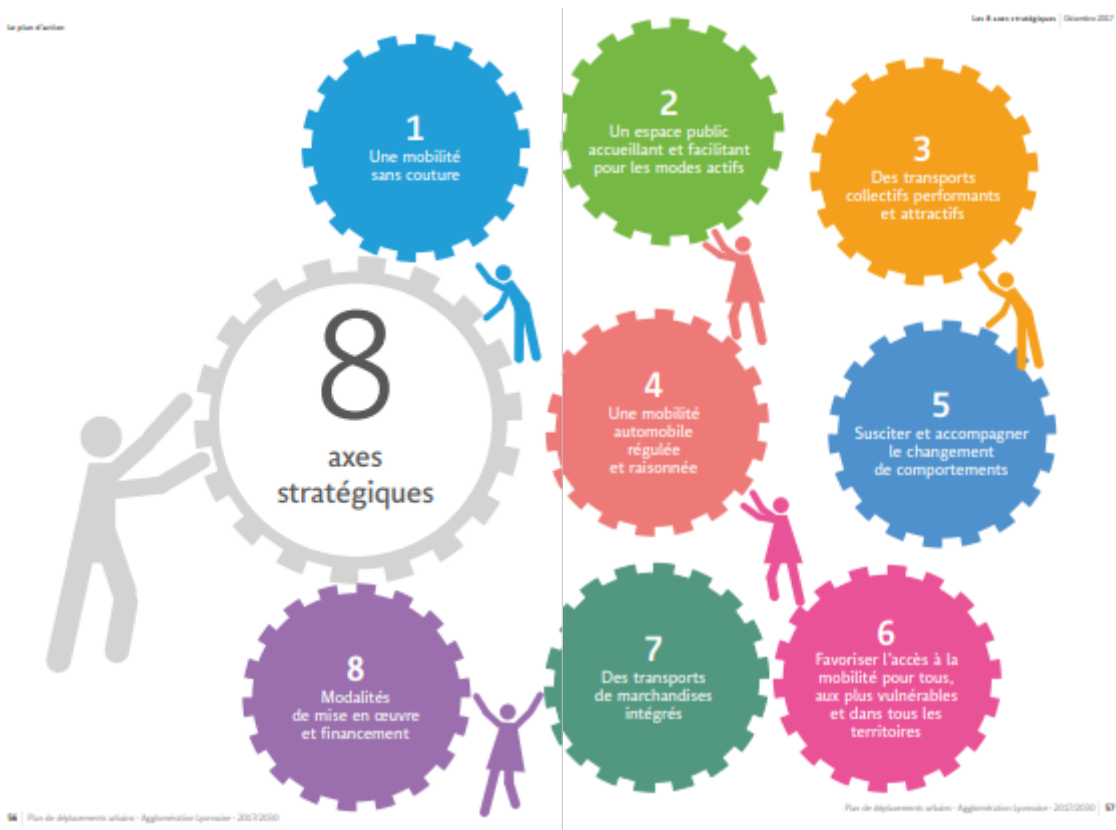 Le plan d'action
Les 8 axes stratégiques | Décembre 2017
1
Une mobilité
sans couture
2
Un espace public
accueillant et facilitant
pour les modes actifs
3
Des transports
collectifs performants
et attractifs
8
axes
stratégiques
4
Une mobilité
automobile
régulée
et raisonnée
5
Susciter et accompagner
le changement
de comportements
6
Favoriser l'accès à la
mobilité pour tous,
aux plus vulnérables
et dans tous les
territoires
7
Des transports
de marchandises
intégrés
8
Modalités
de mise en œuvre
et financement
56 | Plan de déplacements urbains - Agglomération Lyonnaise - 2017/2030
Plan de déplacements urbains - Agglomération Lyonnaise - 2017/2030 | 57